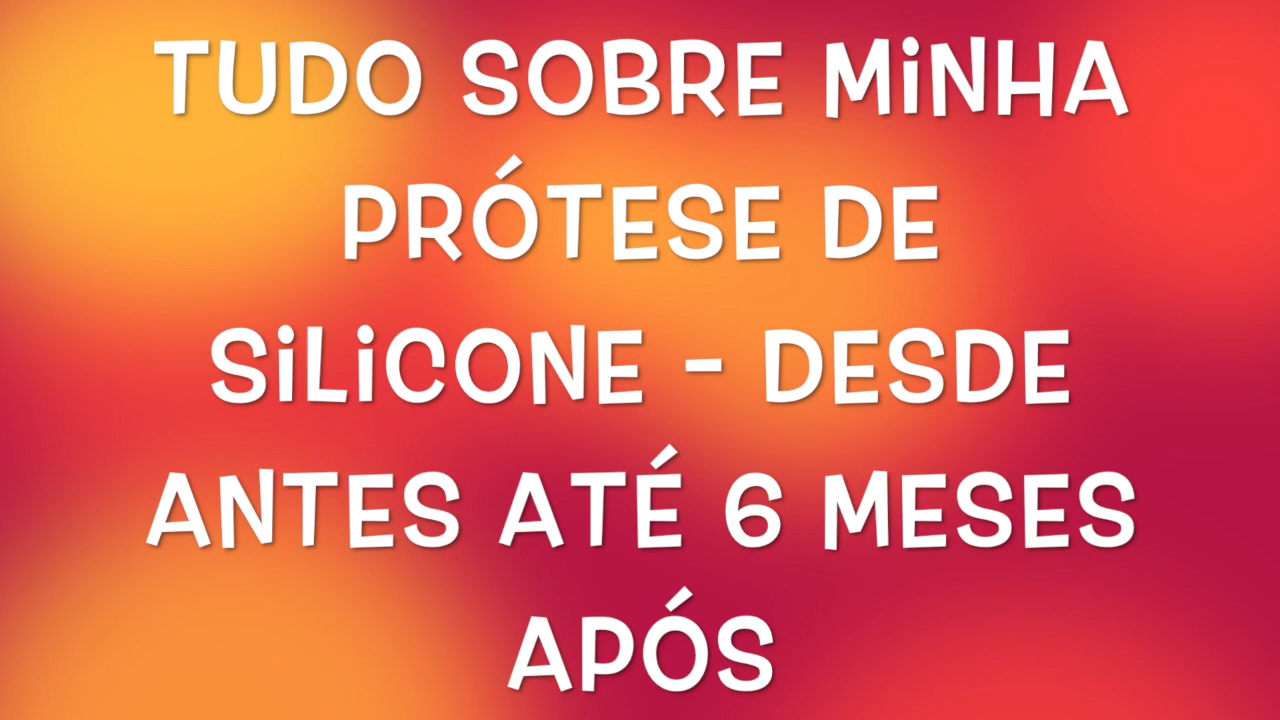 TUDO SOBRE MINHA
PRÓTESE DE
SILICONE - DESDE
ANTES ATÉ 6 MESES
APÓS